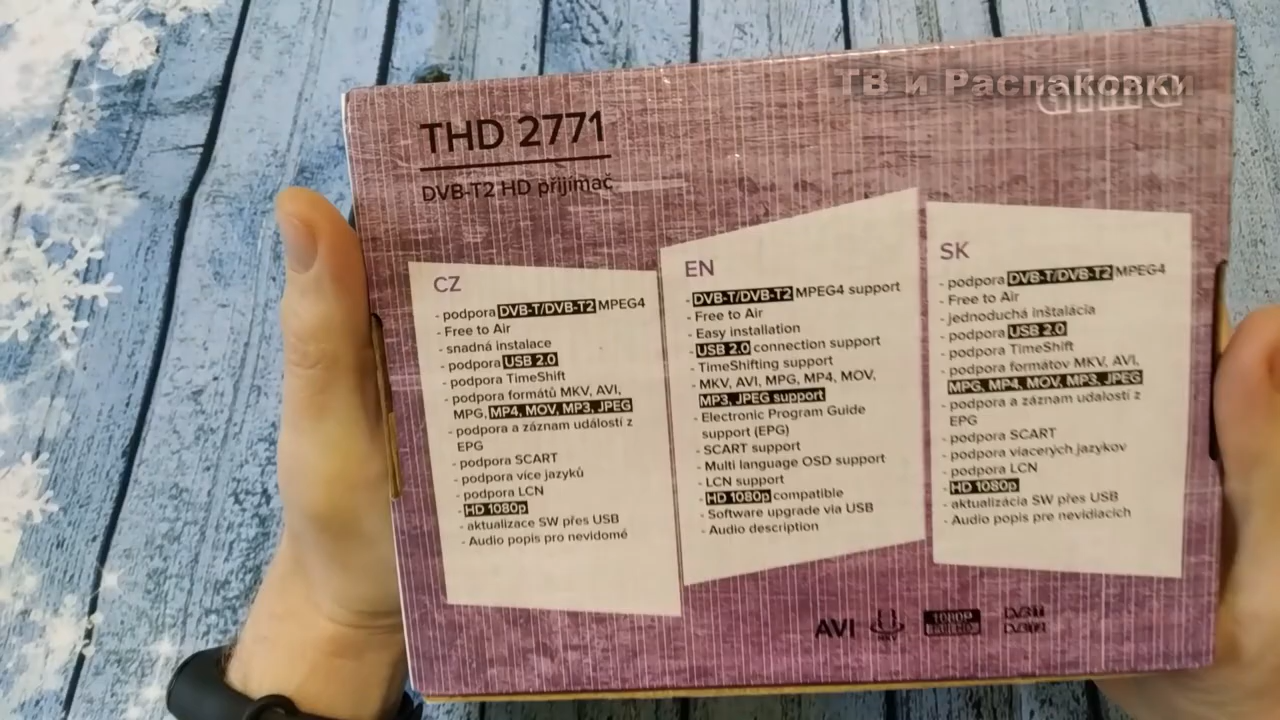 ТВ и Распаковки
THD 2771
DVB-T2 HD přijímač
CZ
- podpora DVB-T/DVB-T2 MPEG4
- Free to Air
- snadná instalace
- podpora USB 2.0
- podpora TimeShift
- podpora formátů MKV, AVI,
MPG, MP4, MOV, MP3, JPEG
- podpora a záznam událostí z
EPG
- podpora SCART
- podpora více jazyků
- podpora LCN
- HD 1080p
- aktualizace SW přes USB
- Audio popis pro nevidomé
EN
- DVB-T/DVB-T2 MPEG4 support
- Free to Air
- Easy installation
- USB 2.0 connection support
- TimeShifting support
- MKV, AVI, MPG, MP4, MOV,
MP3, JPEG support
- Electronic Program Guide
support (EPG)
- SCART support
- Multi language OSD support
- LCN support
- HD 1080p compatible
- Software upgrade via USB
- Audio description
SK
- podpora DVB-T/DVB-T2 MPEG4
- Free to Air
- jednoduchá inštalácia
- podpora USB 2.0
- podpora TimeShift
- podpora formátov MKV, AVI,
MPG, MP4, MOV, MP3, JPEG
- podpora a záznam udalostí z
EPG
- podpora SCART
- podpora viacerých jazykov
- podpora LCN
- HD 1080p
- aktualizácia SW přes USB
- Audio popis pre nevidiacich
AVI
1080P
FULL HD
DVB T
DVB T2